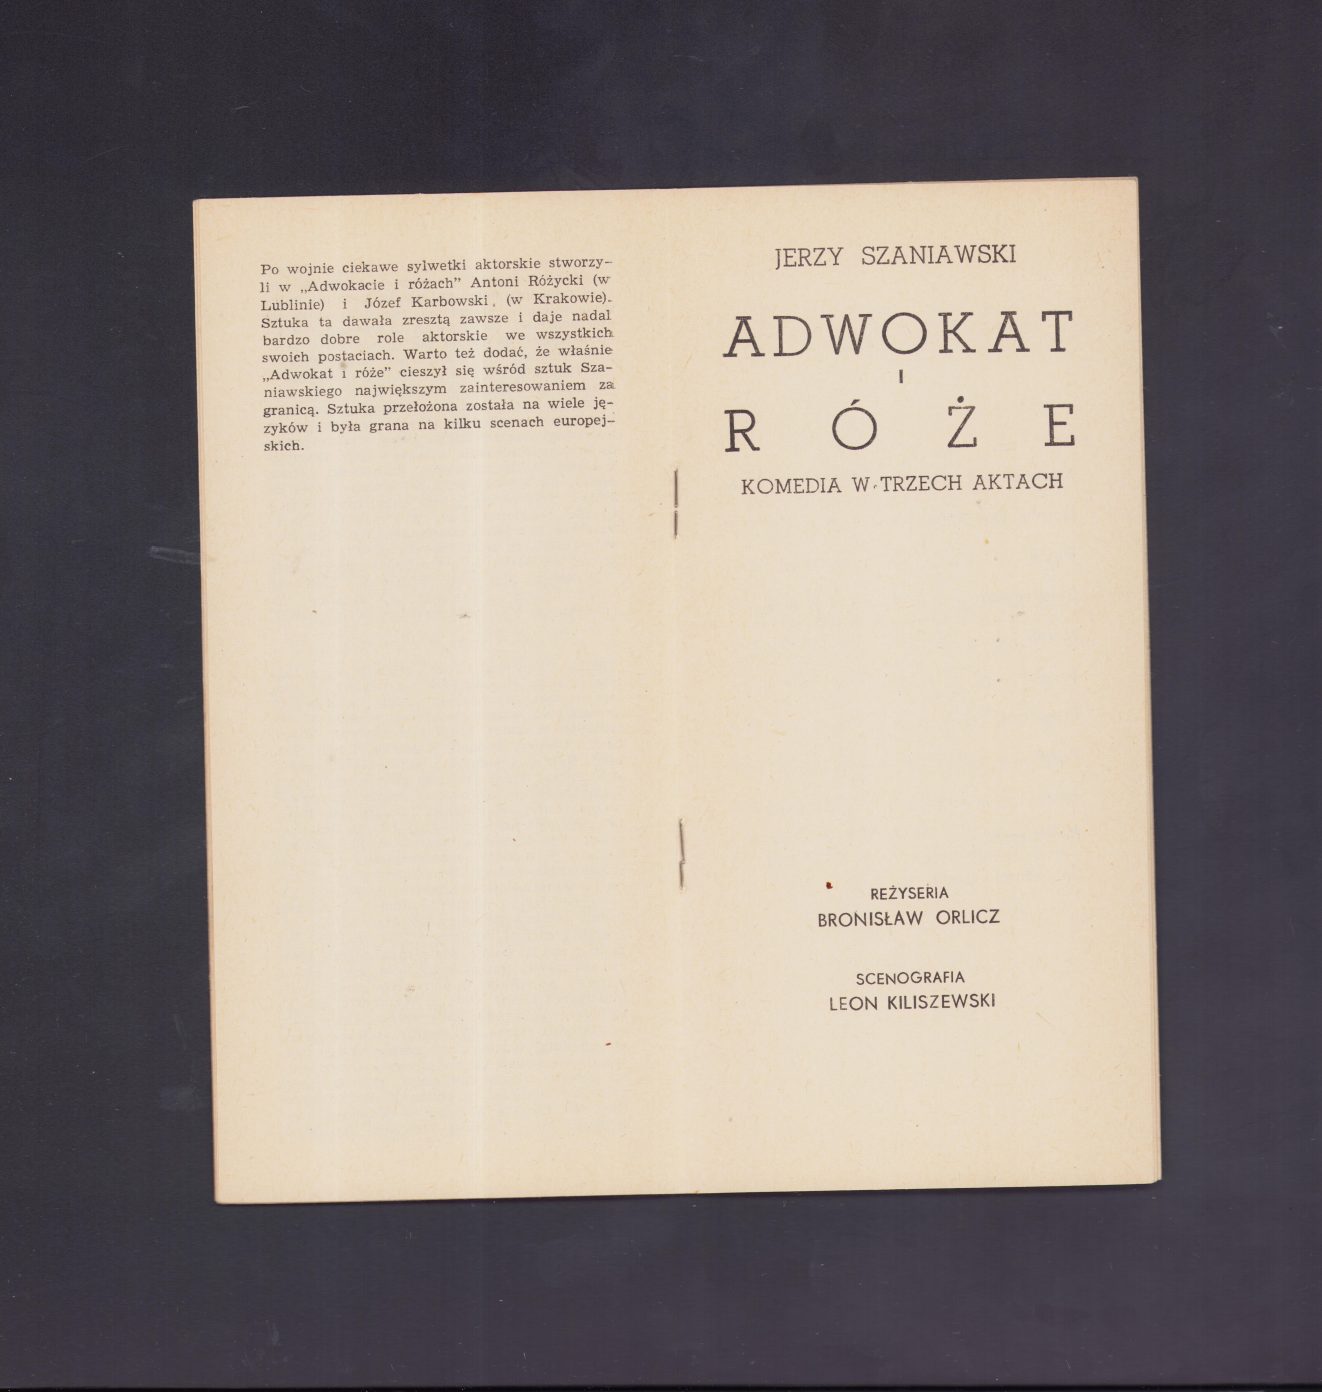 Po wojnie ciekawe sylwetki aktorskie stworzy-
li w „Adwokacie i różach” Antoni Różycki (w
Lublinie) i Józef Karbowski, (w Krakowie).
Sztuka ta dawała zresztą zawsze i daje nadal
bardzo dobre role aktorskie we wszystkich
swoich postaciach. Warto też dodać, że właśnie
„Adwokat i róże” cieszył się wśród sztuk Sza-
niawskiego największym zainteresowaniem za
granicą. Sztuka przełożona została na wiele ję-
zyków i była grana na kilku scenach europej-
skich.
JERZY SZANIAWSKI
ADWOKAT
I
RÓŻE
KOMEDIA W TRZECH AKTACH
REŻYSERIA
BRONISŁAW ORLICZ
SCENOGRAFIA
LEON KILISZEWSKI